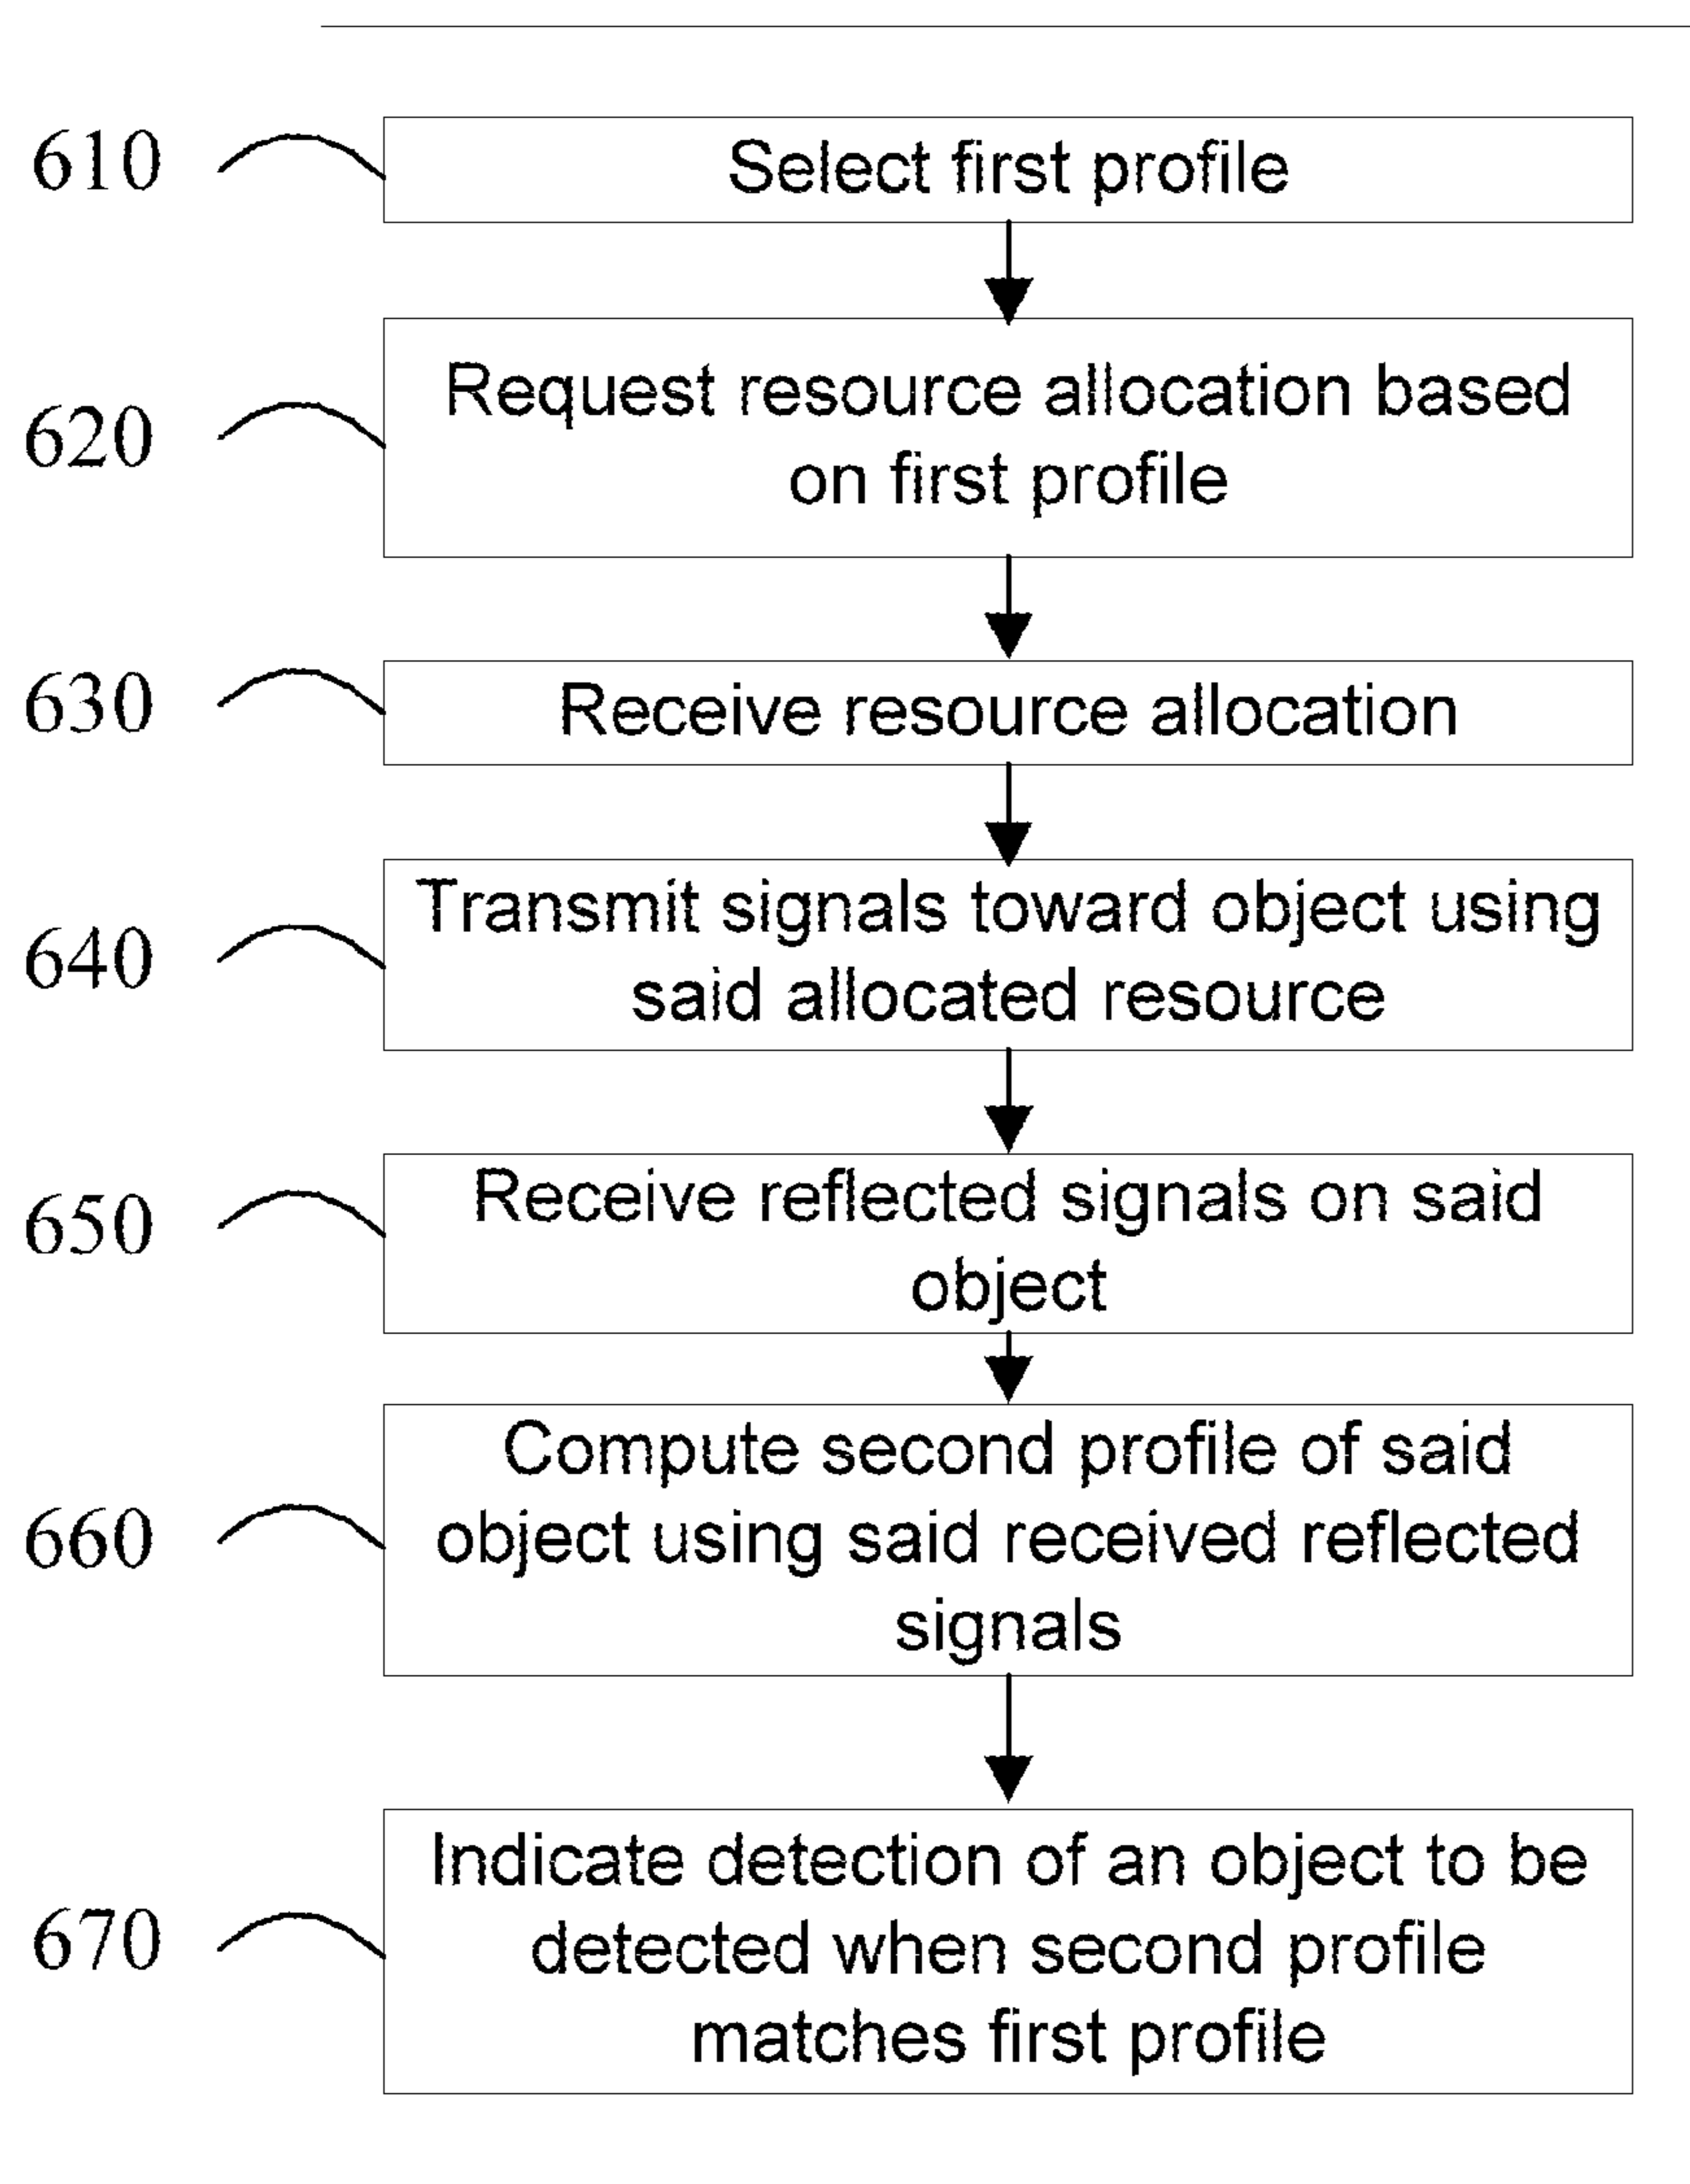 610
Select first profile
620
Request resource allocation based
on first profile
630
Receive resource allocation
640
Transmit signals toward object using
said allocated resource
650
Receive reflected signals on said
object
660
Compute second profile of said
object using said received reflected
signals
670
Indicate detection of an object to be
detected when second profile
matches first profile